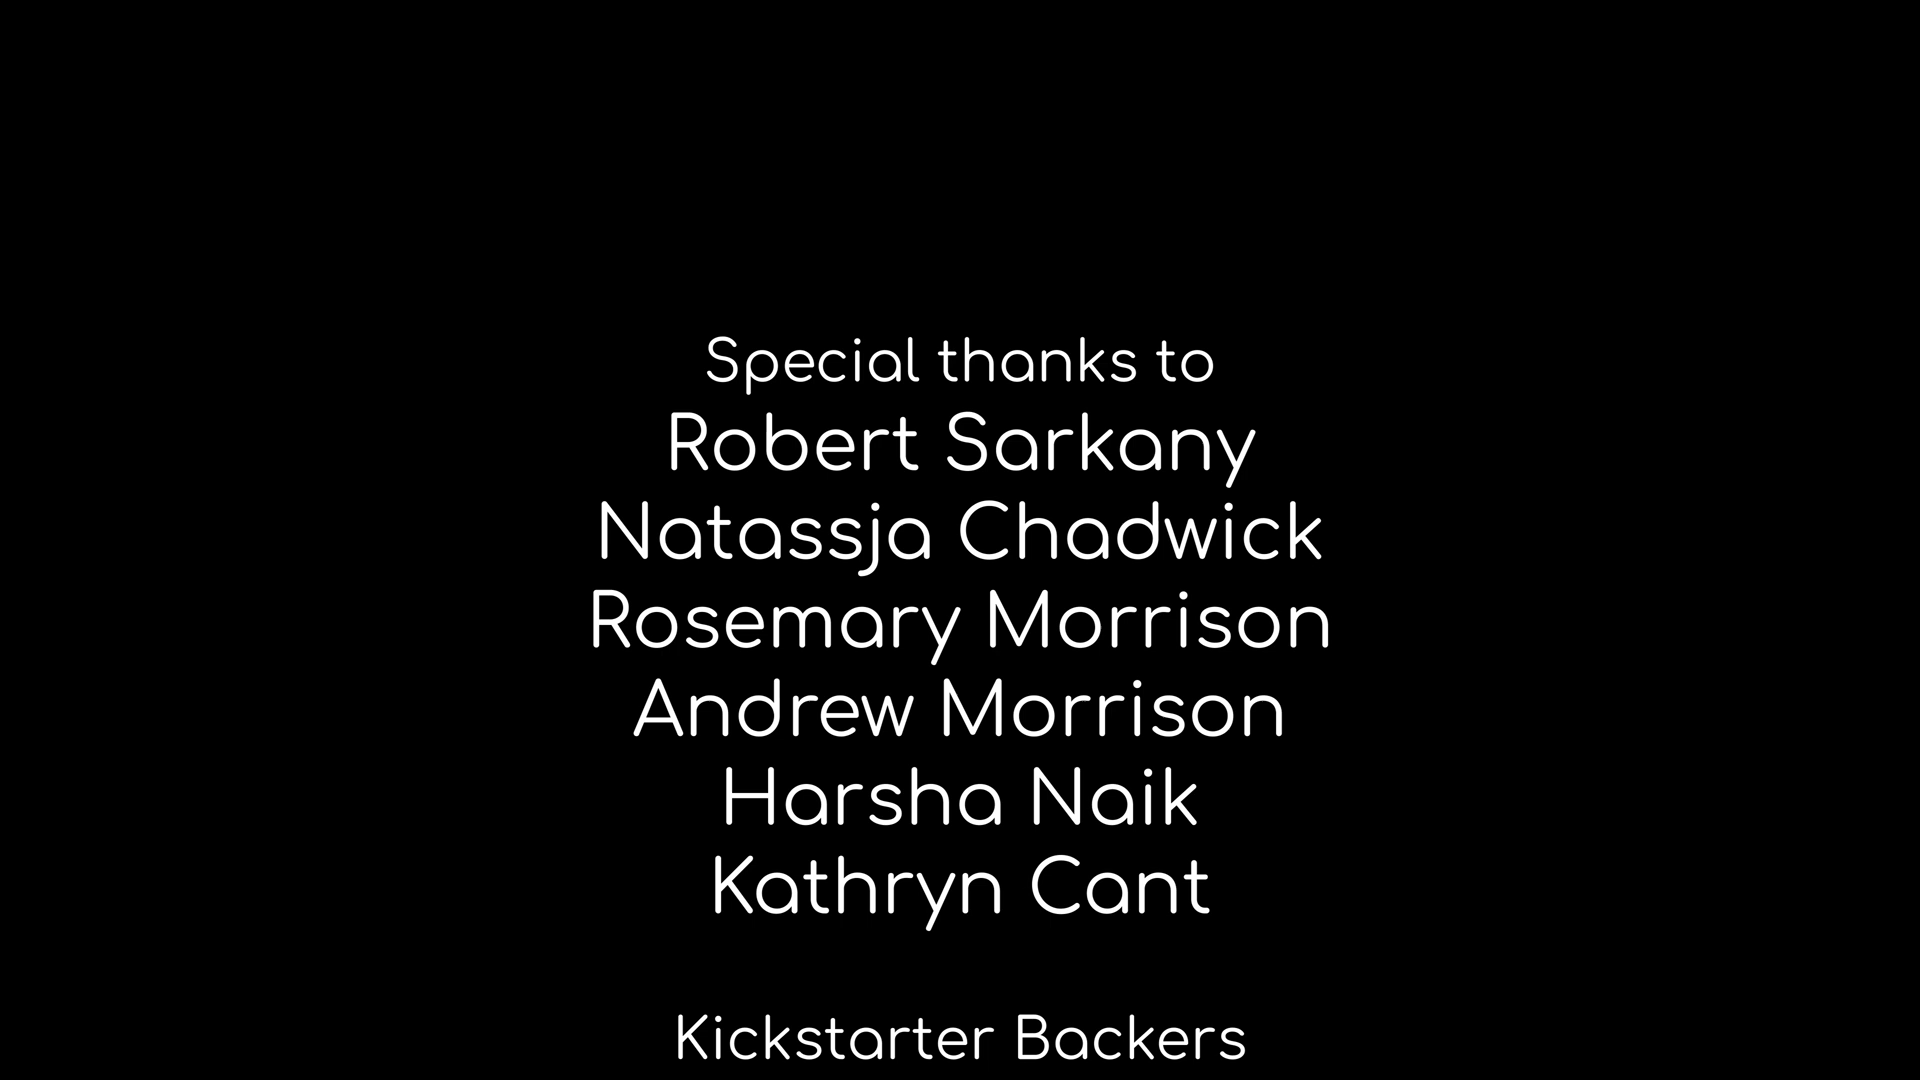 Special thanks to
Robert Sarkany
Natassja Chadwick
Rosemary Morrison
Andrew Morrison
Harsha Naik
Kathryn Cant
Kickstarter Backers